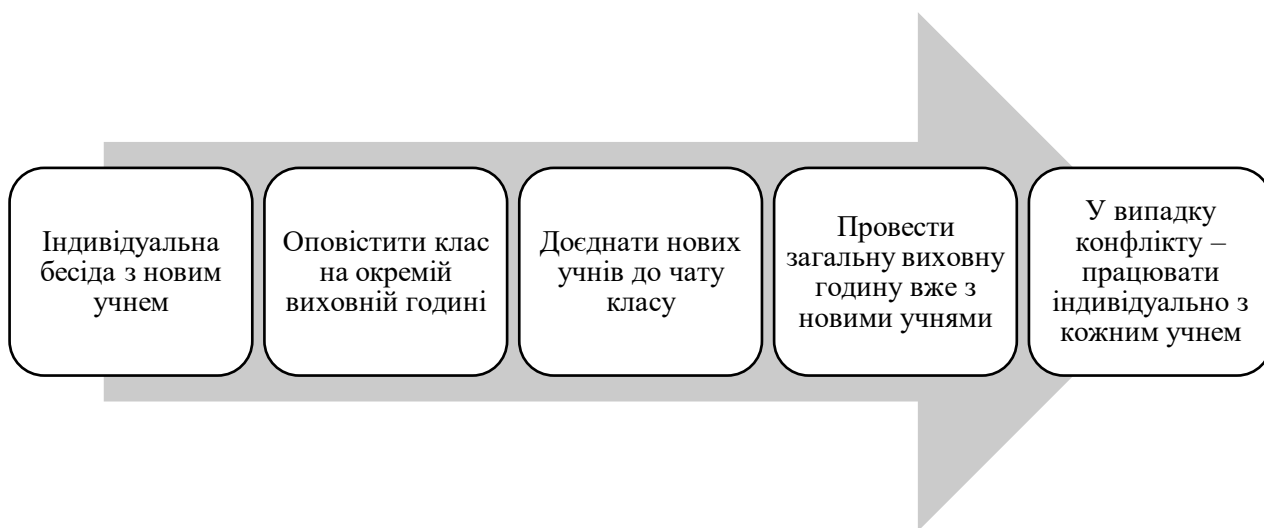 Індивідуальна
бесіда з новим
учнем
Оповістити клас
на окремій
виховній годині
Доєднати нових
учнів до чату
класу
Провести
загальну виховну
годину вже з
новими учнями
У випадку
конфлікту –
працювати
індивідуально з
кожним учнем